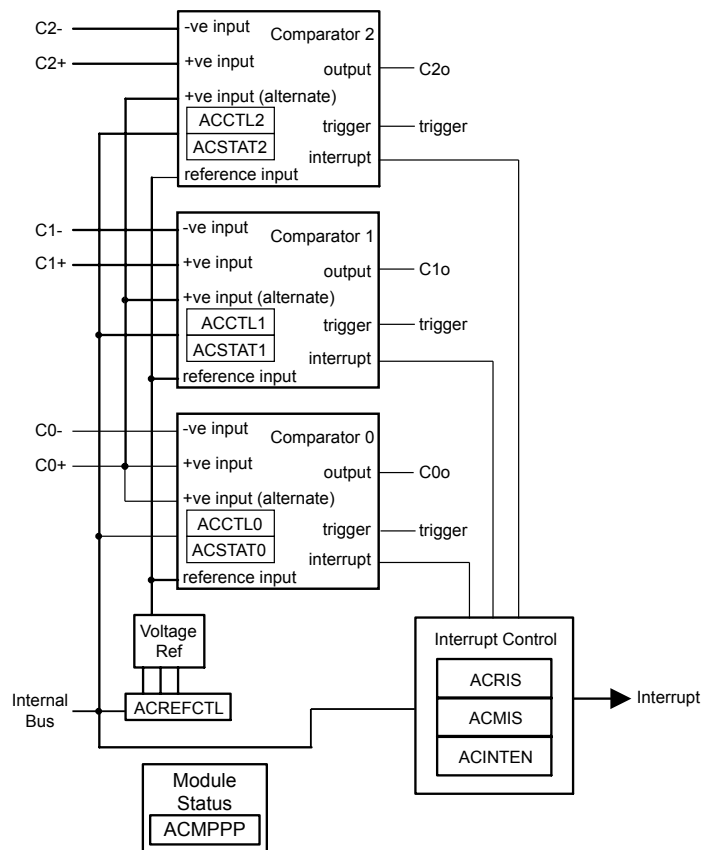 C2-
-ve input
Comparator 2
C2+
+ve input
output
C2o
+ve input (alternate)
ACCTL2
trigger
trigger
ACSTAT2
interrupt
reference input
C1-
-ve input
Comparator 1
C1+
+ve input
output
C1o
+ve input (alternate)
ACCTL1
trigger
trigger
ACSTAT1
interrupt
reference input
C0-
-ve input
Comparator 0
C0+
+ve input
output
C0o
+ve input (alternate)
ACCTL0
trigger
trigger
ACSTAT0
interrupt
reference input
Voltage
Ref
Interrupt Control
ACRIS
Internal
Bus
ACREFCTL
ACMIS
Interrupt
ACINTEN
Module
Status
ACMPPP